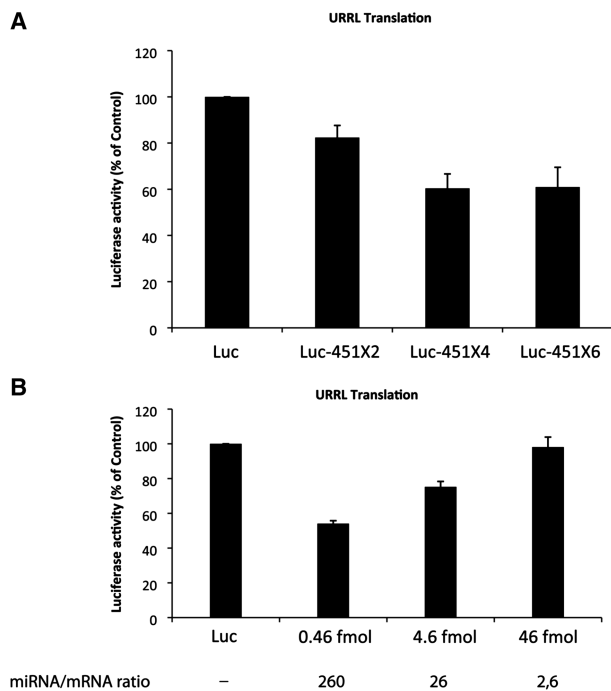 A
URRL Translation
Luciferase activity (% of Control)
120
100
80
60
40
20
0
Luc Luc-451X2 Luc-451X4 Luc-451X6
B
URRL Translation
Luciferase activity (% of Control)
120
100
80
60
40
20
0
Luc 0.46 fmol 4.6 fmol 46 fmol
miRNA/mRNA ratio – 260 26 2,6